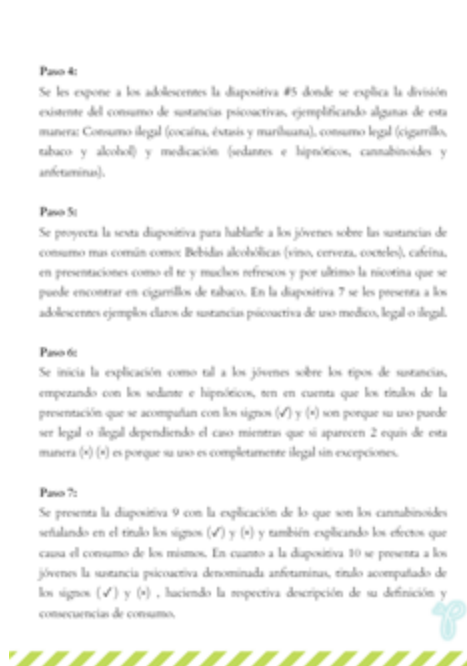 Paso 4:
Se les expone a los adolescentes la diapositiva #5 donde se explica la división
existente del consumo de sustancias psicoactivas, ejemplificando algunas de esta
manera: Consumo ilegal (cocaína, éxtasis y marihuana), consumo legal (cigarrillo,
tabaco y alcohol) y medicación (sedantes e hipnóticos, cannabinoides y
anfetaminas).
Paso 5:
Se proyecta la sexta diapositiva para hablarle a los jóvenes sobre las sustancias de
consumo mas común como: Bebidas alcohólicas (vino, cerveza, cocteles), cafeína,
en presentaciones como el te y muchos refrescos y por ultimo la nicotina que se
puede encontrar en cigarrillos de tabaco. En la diapositiva 7 se les presenta a los
adolescentes ejemplos claros de sustancias psicoactiva de uso medico, legal o ilegal.
Paso 6:
Se inicia la explicación como tal a los jóvenes sobre los tipos de sustancias,
empezando con los sedante e hipnóticos, ten en cuenta que los títulos de la
presentación que se acompañan con los signos (✓) y (×) son porque su uso puede
ser legal o ilegal dependiendo el caso mientras que si aparecen 2 equis de esta
manera (×) (×) es porque su uso es completamente ilegal sin excepciones.
Paso 7:
Se presenta la diapositiva 9 con la explicación de lo que son los cannabinoides
señalando en el titulo los signos (✓) y (×) y también explicando los efectos que
causa el consumo de los mismos. En cuanto a la diapositiva 10 se presenta a los
jóvenes la sustancia psicoactiva denominada anfetaminas, titulo acompañado de
los signos (✓) y (×) , haciendo la respectiva descripción de su definición y
consecuencias de consumo.